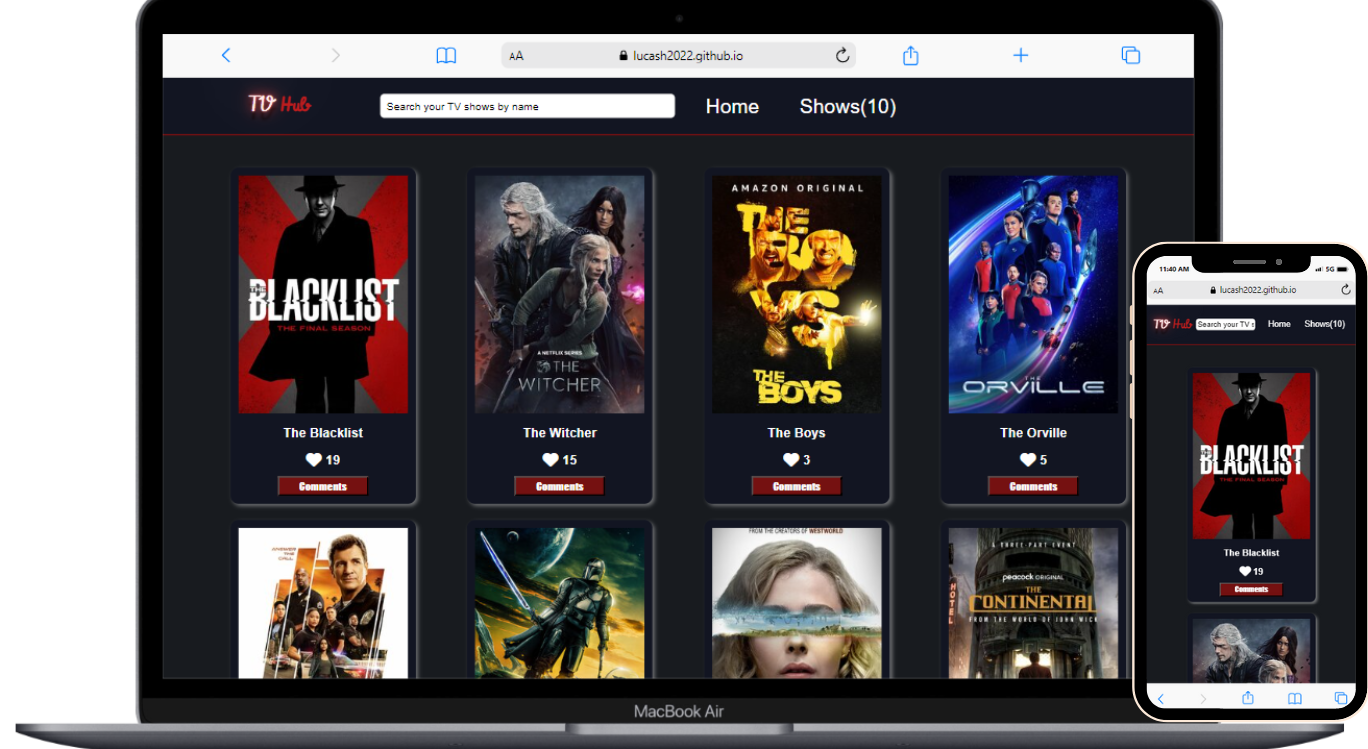 AA lucash2022.github.io
TV Hub Search your TV shows by name Home Shows(10)
THE
BLACKLIST
THE FINAL SEASON
A NETFLIX SERIES
THE
WITCHER
AMAZON ORIGINAL
THE
BOYS
THE
BOYS
THE
ORVILLE
The Blacklist
19
Comments
The Witcher
15
Comments
The Boys
3
Comments
The Orville
5
Comments
ANSWER
THE
CALL
FROM THE CREATORS OF WESTWORLD
A THREE-PART EVENT
HOTEL
peacock ORIGINAL
THE
CONTINENTAL
FROM THE WORLD OF JOHN WICK
MacBook Air
11:40 AM 5G
AA lucash2022.github.io
TV Hub Search your TV s Home Shows(10)
THE
BLACKLIST
THE FINAL SEASON
The Blacklist
19
Comments